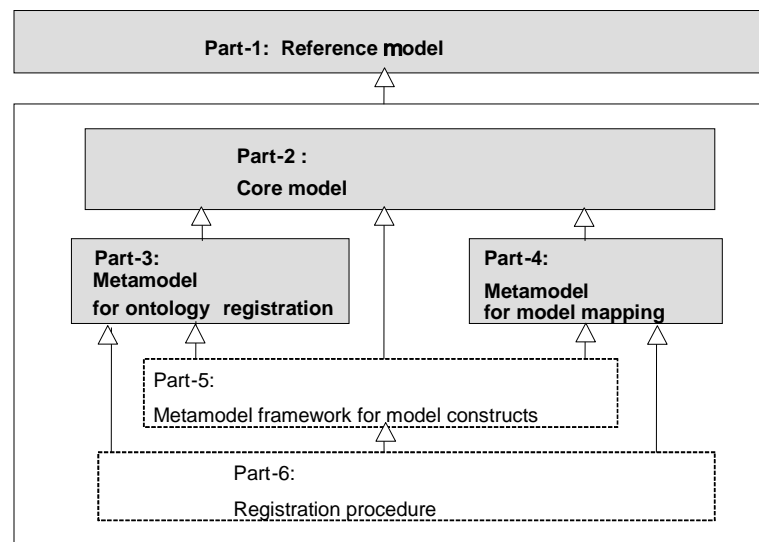 Part-1: Reference model
Part-2 :
Core model
Part-3:
Metamodel
for ontology registration
Part-4:
Metamodel
for model mapping
Part-5:
Metamodel framework for model constructs
Part-6:
Registration procedure